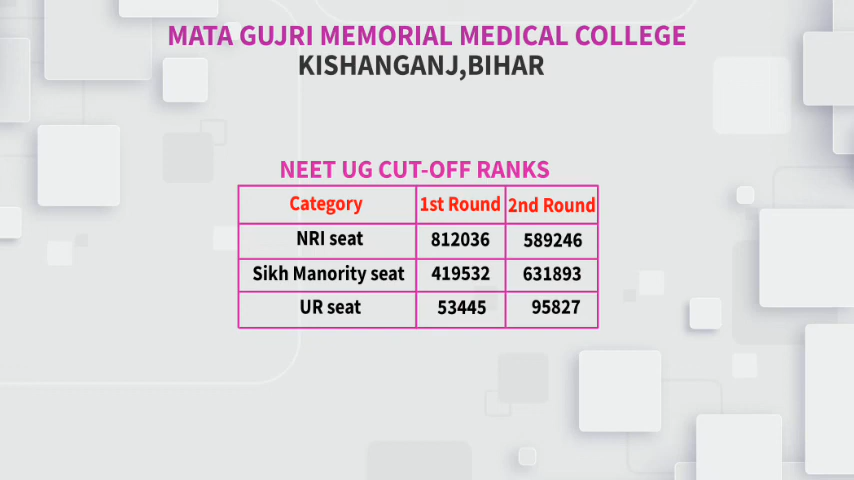 MATA GUJRI MEMORIAL MEDICAL COLLEGE
KISHANGANJ,BIHAR
NEET UG CUT-OFF RANKS
Category 1st Round 2nd Round
NRI seat 812036 589246
Sikh Manority seat 419532 631893
UR seat 53445 95827